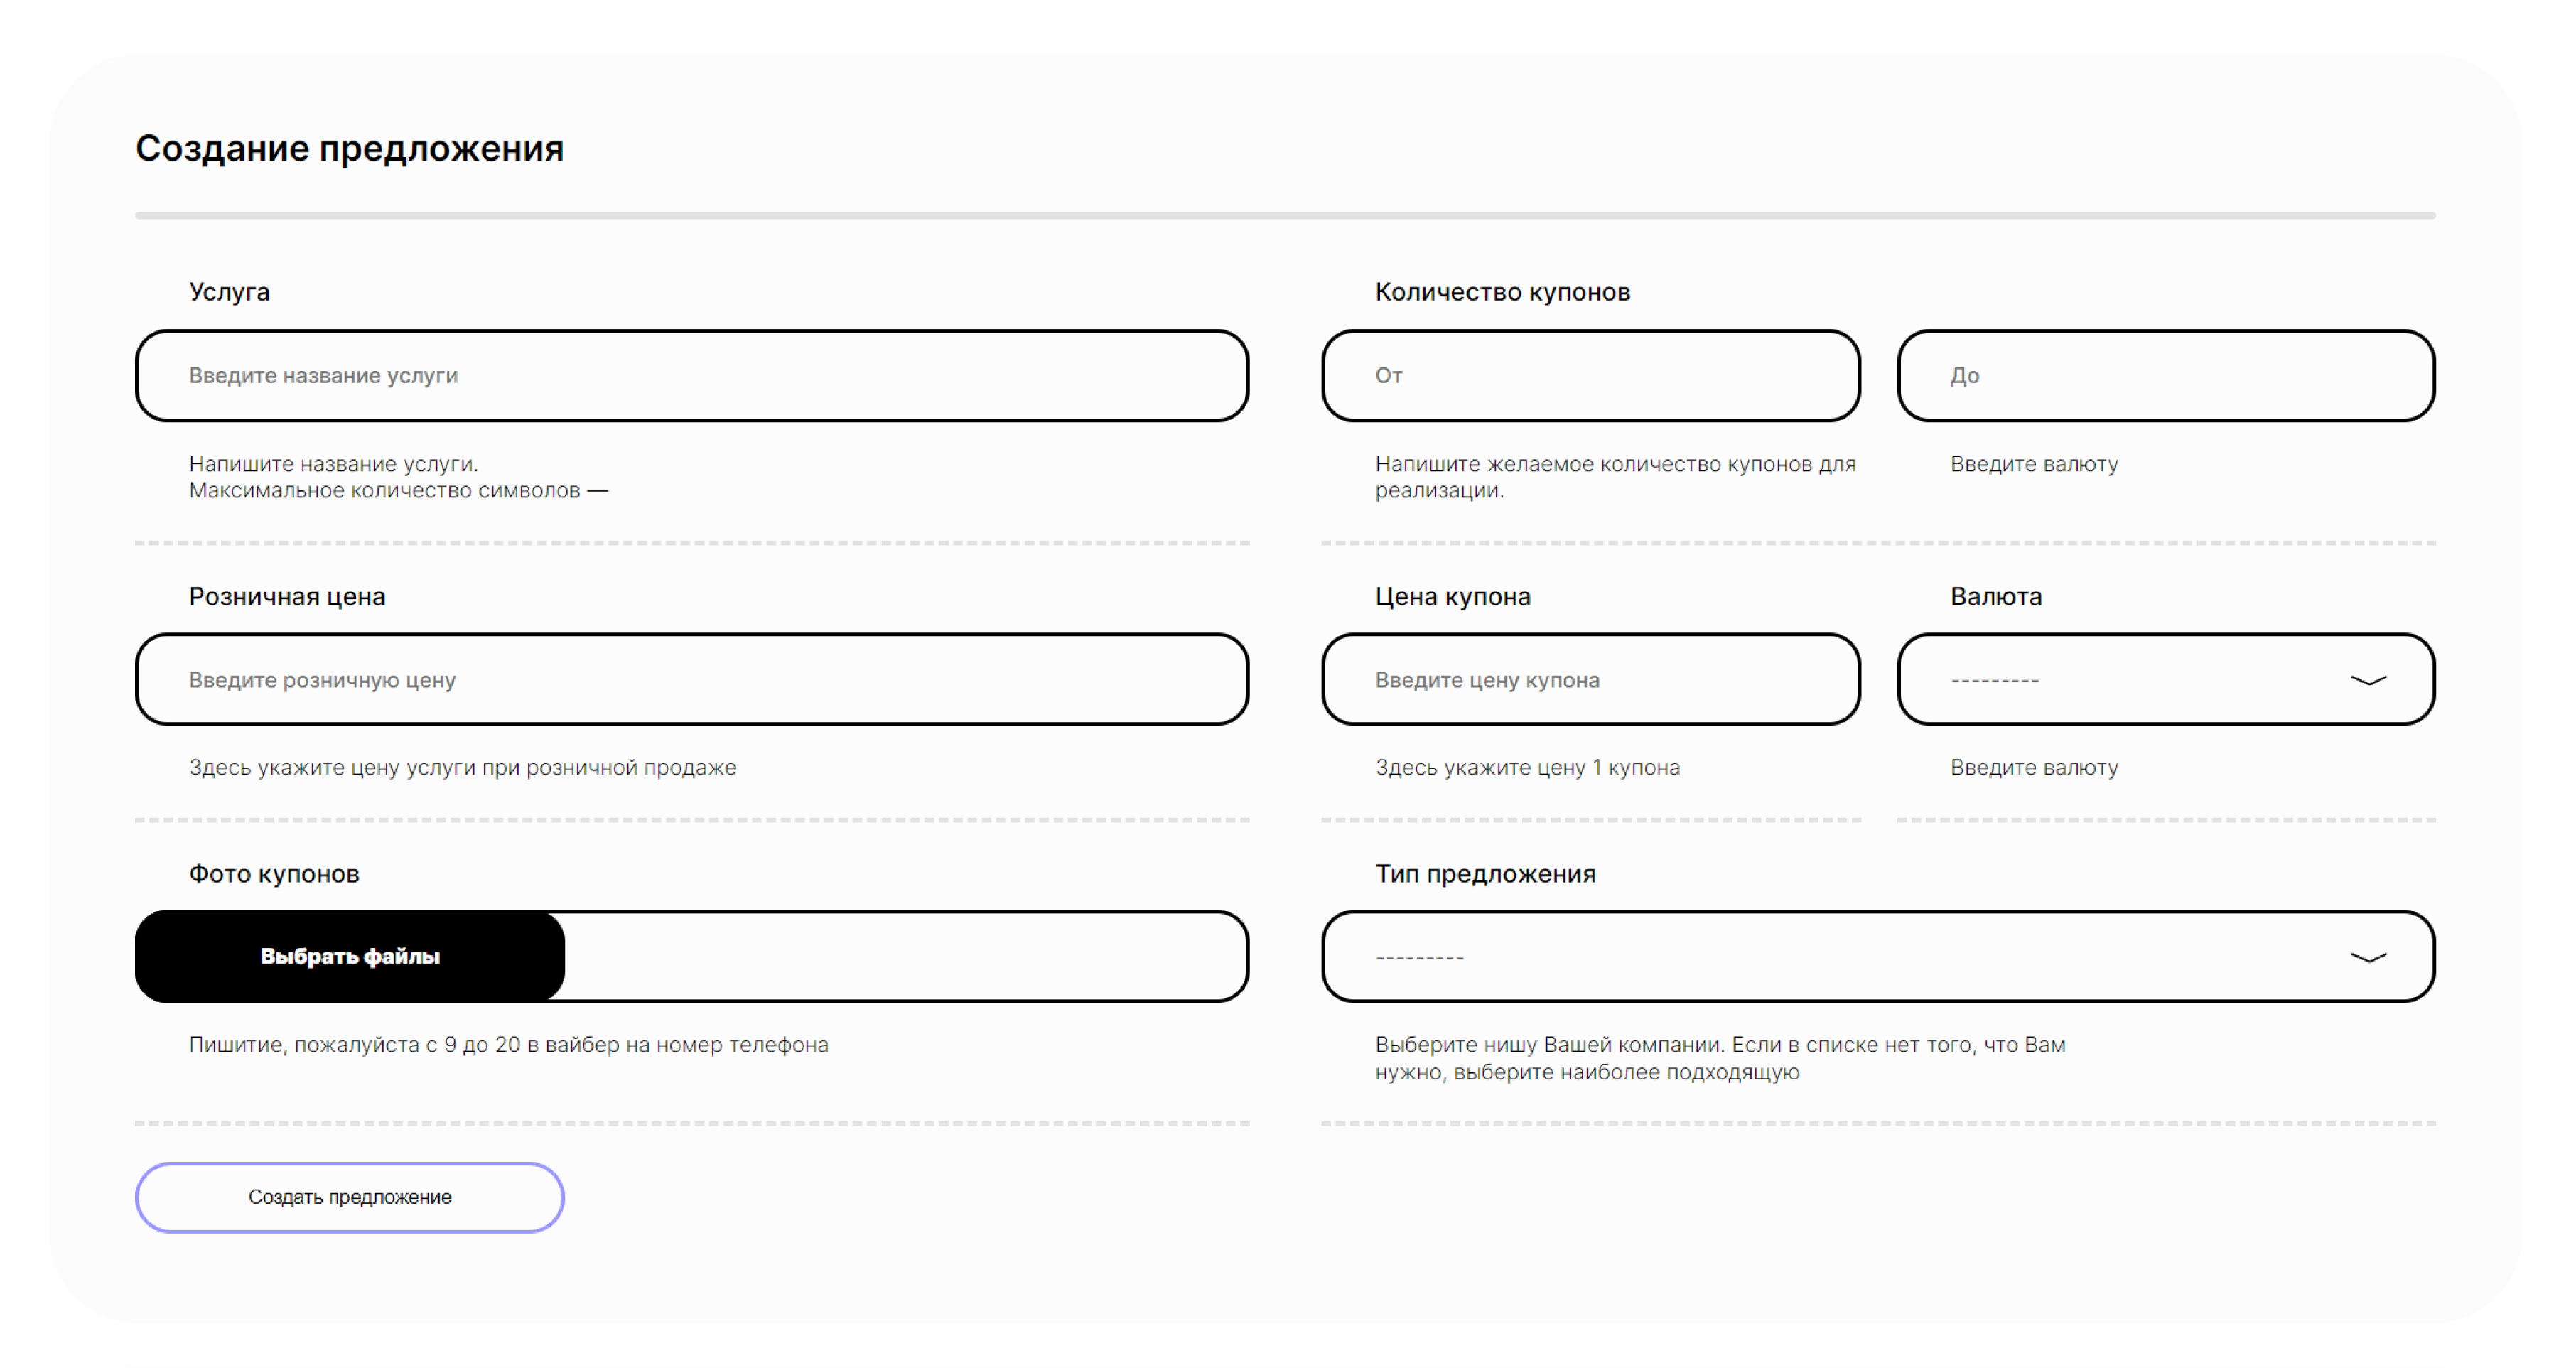 Создание предложения
Услуга
Введите название услуги
Напишите название услуги.
Максимальное количество символов —
Количество купонов
От
До
Напишите желаемое количество купонов для
реализации.
Введите валюту
Розничная цена
Введите розничную цену
Здесь укажите цену услуги при розничной продаже
Цена купона
Введите цену купона
Здесь укажите цену 1 купона
Валюта
---------
Введите валюту
Фото купонов
Выбрать файлы
Пишитие, пожалуйста с 9 до 20 в вайбер на номер телефона
Тип предложения
---------
Выберите нишу Вашей компании. Если в списке нет того, что Вам
нужно, выберите наиболее подходящую
Создать предложение